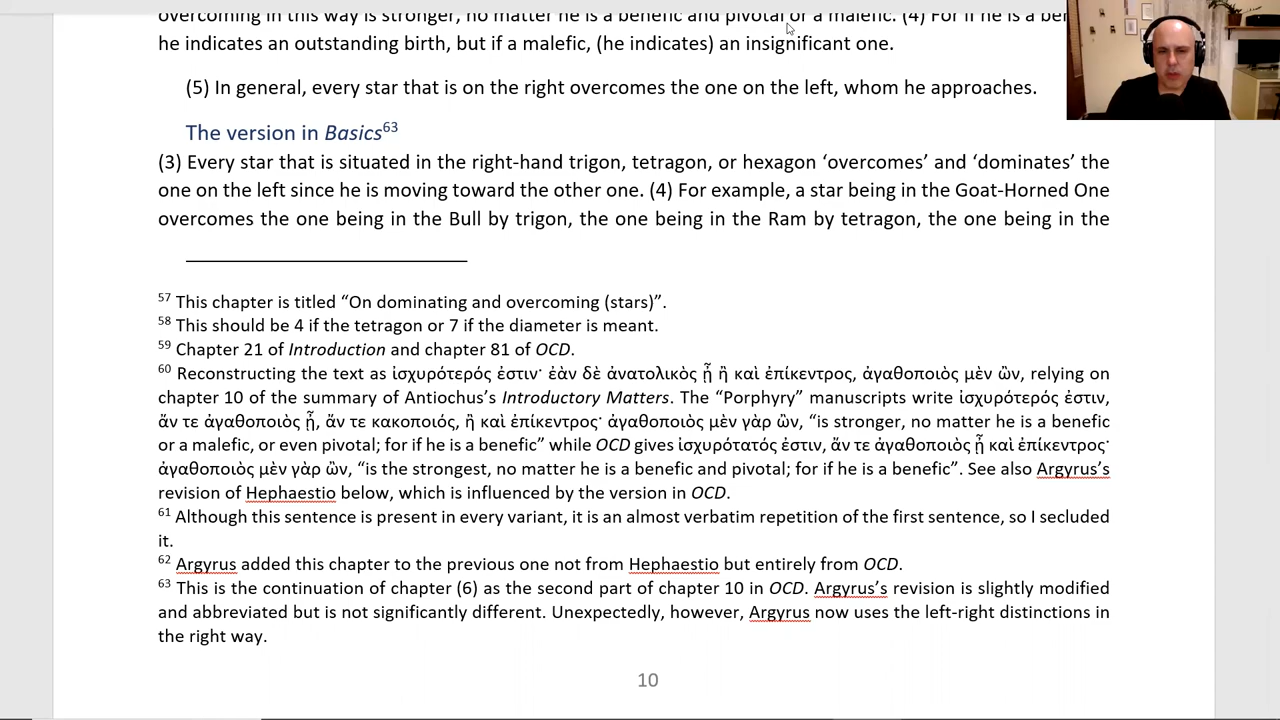 overcoming in this way is stronger, no matter he is a benefic and pivotal or a malefic. (4) For if he is a
he indicates an outstanding birth, but if a malefic, (he indicates) an insignificant one.
(5) In general, every star that is on the right overcomes the one on the left, whom he approaches.
The version in Basics63
(3) Every star that is situated in the right-hand trigon, tetragon, or hexagon ‘overcomes’ and ‘dominates’ the
one on the left since he is moving toward the other one. (4) For example, a star being in the Goat-Horned One
overcomes the one being in the Bull by trigon, the one being in the Ram by tetragon, the one being in the
57 This chapter is titled “On dominating and overcoming (stars)”.
58 This should be 4 if the tetragon or 7 if the diameter is meant.
59 Chapter 21 of Introduction and chapter 81 of OCD.
60 Reconstructing the text as ἰσχυρότερός ἐστιν· ἐὰν δὲ ἀνατολικὸς ᾖ ἢ καὶ ἐπίκεντρος, ἀγαθοποιὸς μὲν ὢν, relying on
chapter 10 of the summary of Antiochus’s Introductory Matters. The “Porphyry” manuscripts write ἰσχυρότερός ἐστιν,
ἄν τε ἀγαθοποιὸς ᾖ, ἄν τε κακοποιός, ἢ καὶ ἐπίκεντρος· ἀγαθοποιὸς μὲν γὰρ ὢν, “is stronger, no matter he is a benefic
or a malefic, or even pivotal; for if he is a benefic” while OCD gives ἰσχυρότατός ἐστιν, ἄν τε ἀγαθοποιὸς ᾖ καὶ ἐπίκεντρος·
ἀγαθοποιὸς μὲν γὰρ ὢν, “is the strongest, no matter he is a benefic and pivotal; for if he is a benefic”. See also Argyrus’s
revision of Hephaestio below, which is influenced by the version in OCD.
61 Although this sentence is present in every variant, it is an almost verbatim repetition of the first sentence, so I secluded
it.
62 Argyrus added this chapter to the previous one not from Hephaestio but entirely from OCD.
63 This is the continuation of chapter (6) as the second part of chapter 10 in OCD. Argyrus’s revision is slightly modified
and abbreviated but is not significantly different. Unexpectedly, however, Argyrus now uses the left-right distinctions in
the right way.
10